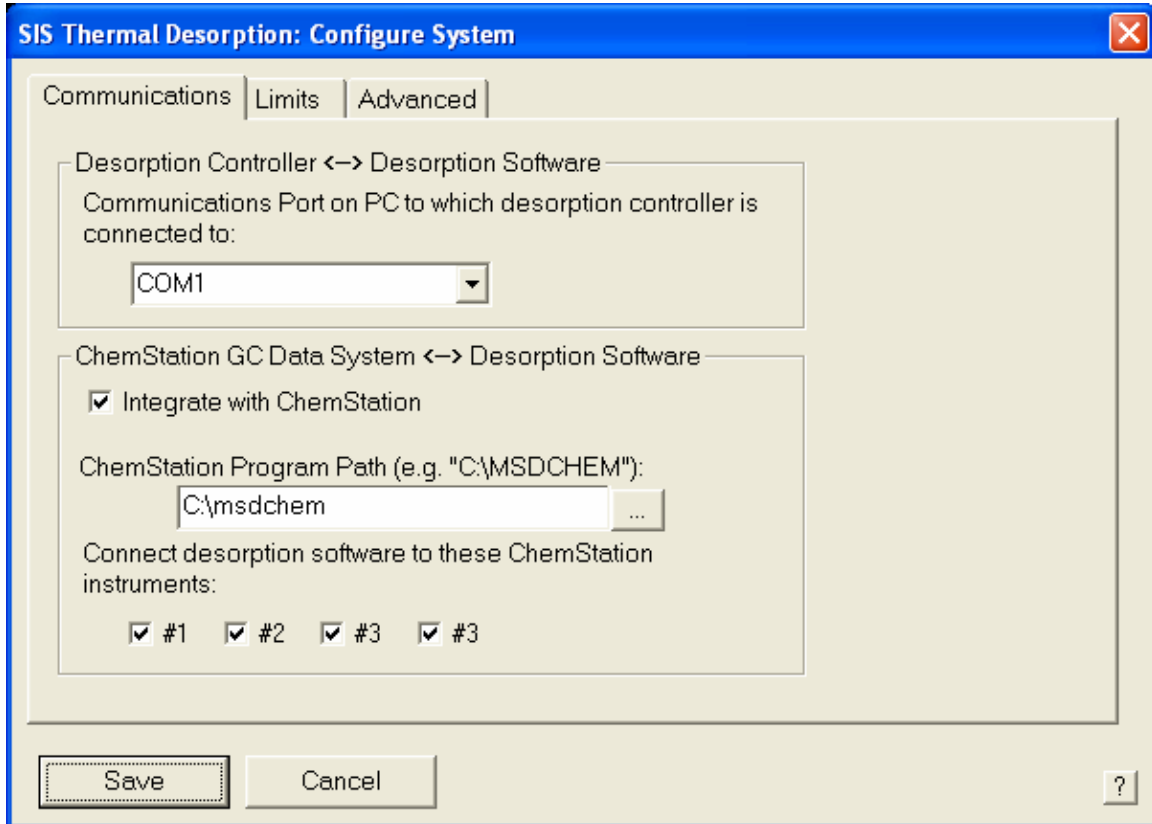 SIS Thermal Desorption: Configure System
Communications Limits Advanced
Desorption Controller <--> Desorption Software
Communications Port on PC to which desorption controller is
connected to:
COM1
ChemStation GC Data System <--> Desorption Software
Integrate with ChemStation
ChemStation Program Path (e.g. "C:\MSDCHEM"):
C:\msdchem
...
Connect desorption software to these ChemStation
instruments:
#1 #2 #3 #3
Save Cancel ?